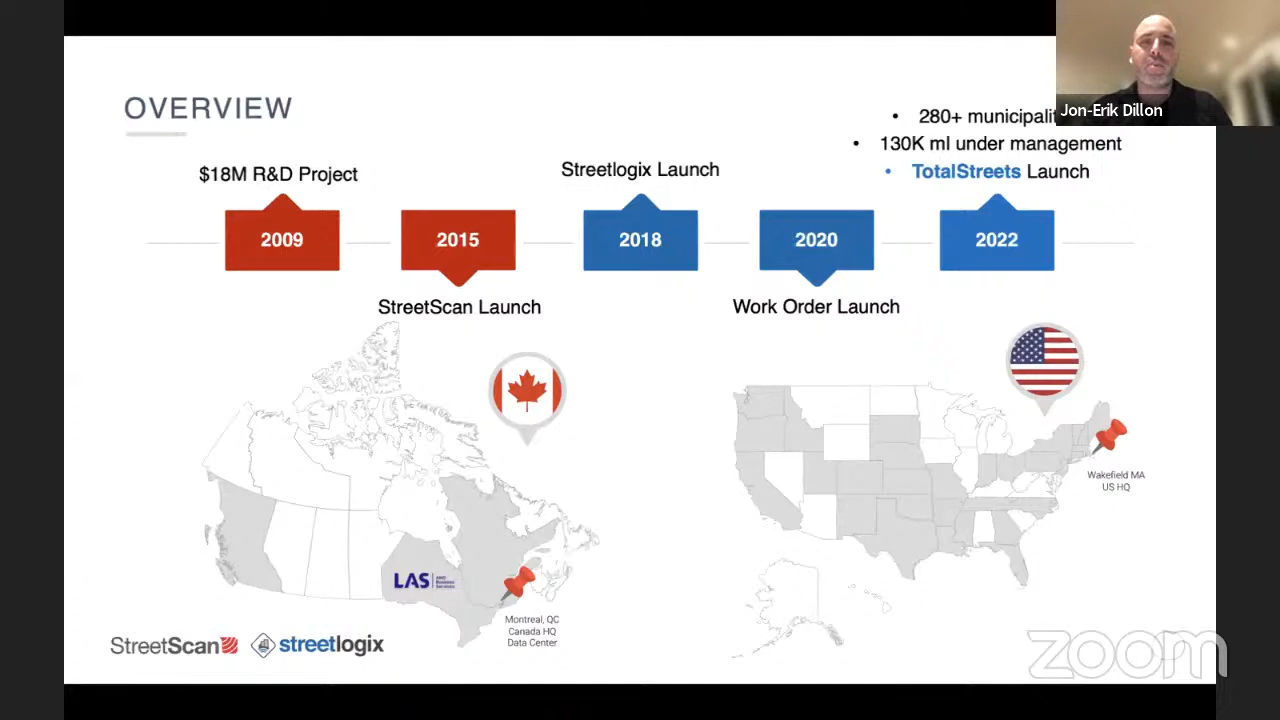 OVERVIEW
Jon-Erik Dillon
• 280+ municipalit
• 130K ml under management
• TotalStreets Launch
$18M R&D Project
Streetlogix Launch
2009
2015
2018
2020
2022
StreetScan Launch
Work Order Launch
Wakefield MA
US HQ
LAS
Montreal, QC
Canada HQ
Data Center
StreetScan
streetlogix
zoom